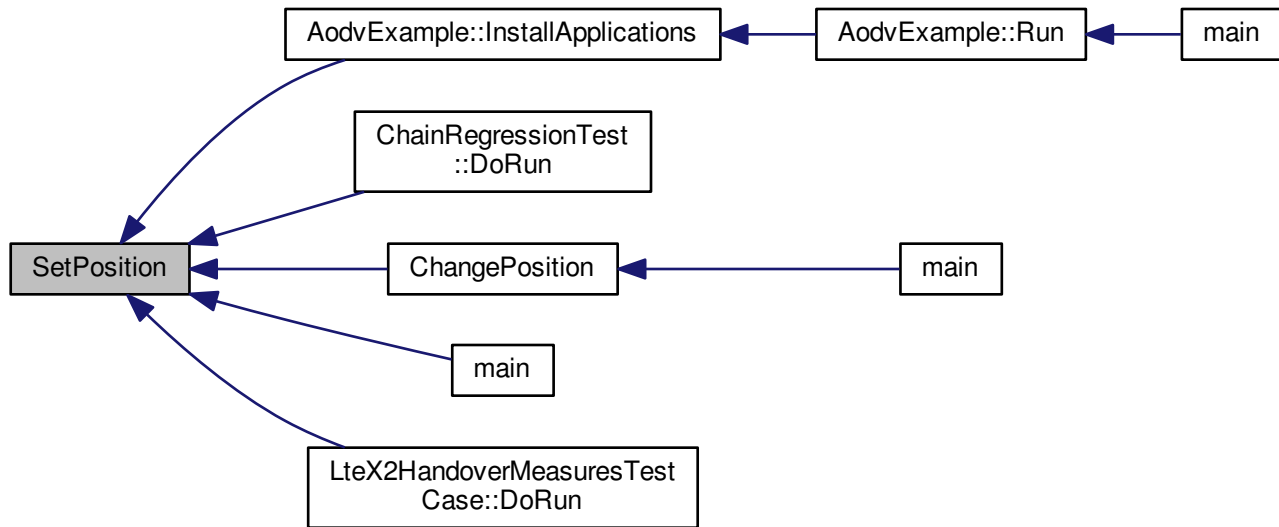 AodvExample::InstallApplications
AodvExample::Run
main
ChainRegressionTest
::DoRun
SetPosition
ChangePosition
main
main
LteX2HandoverMeasuresTest
Case::DoRun